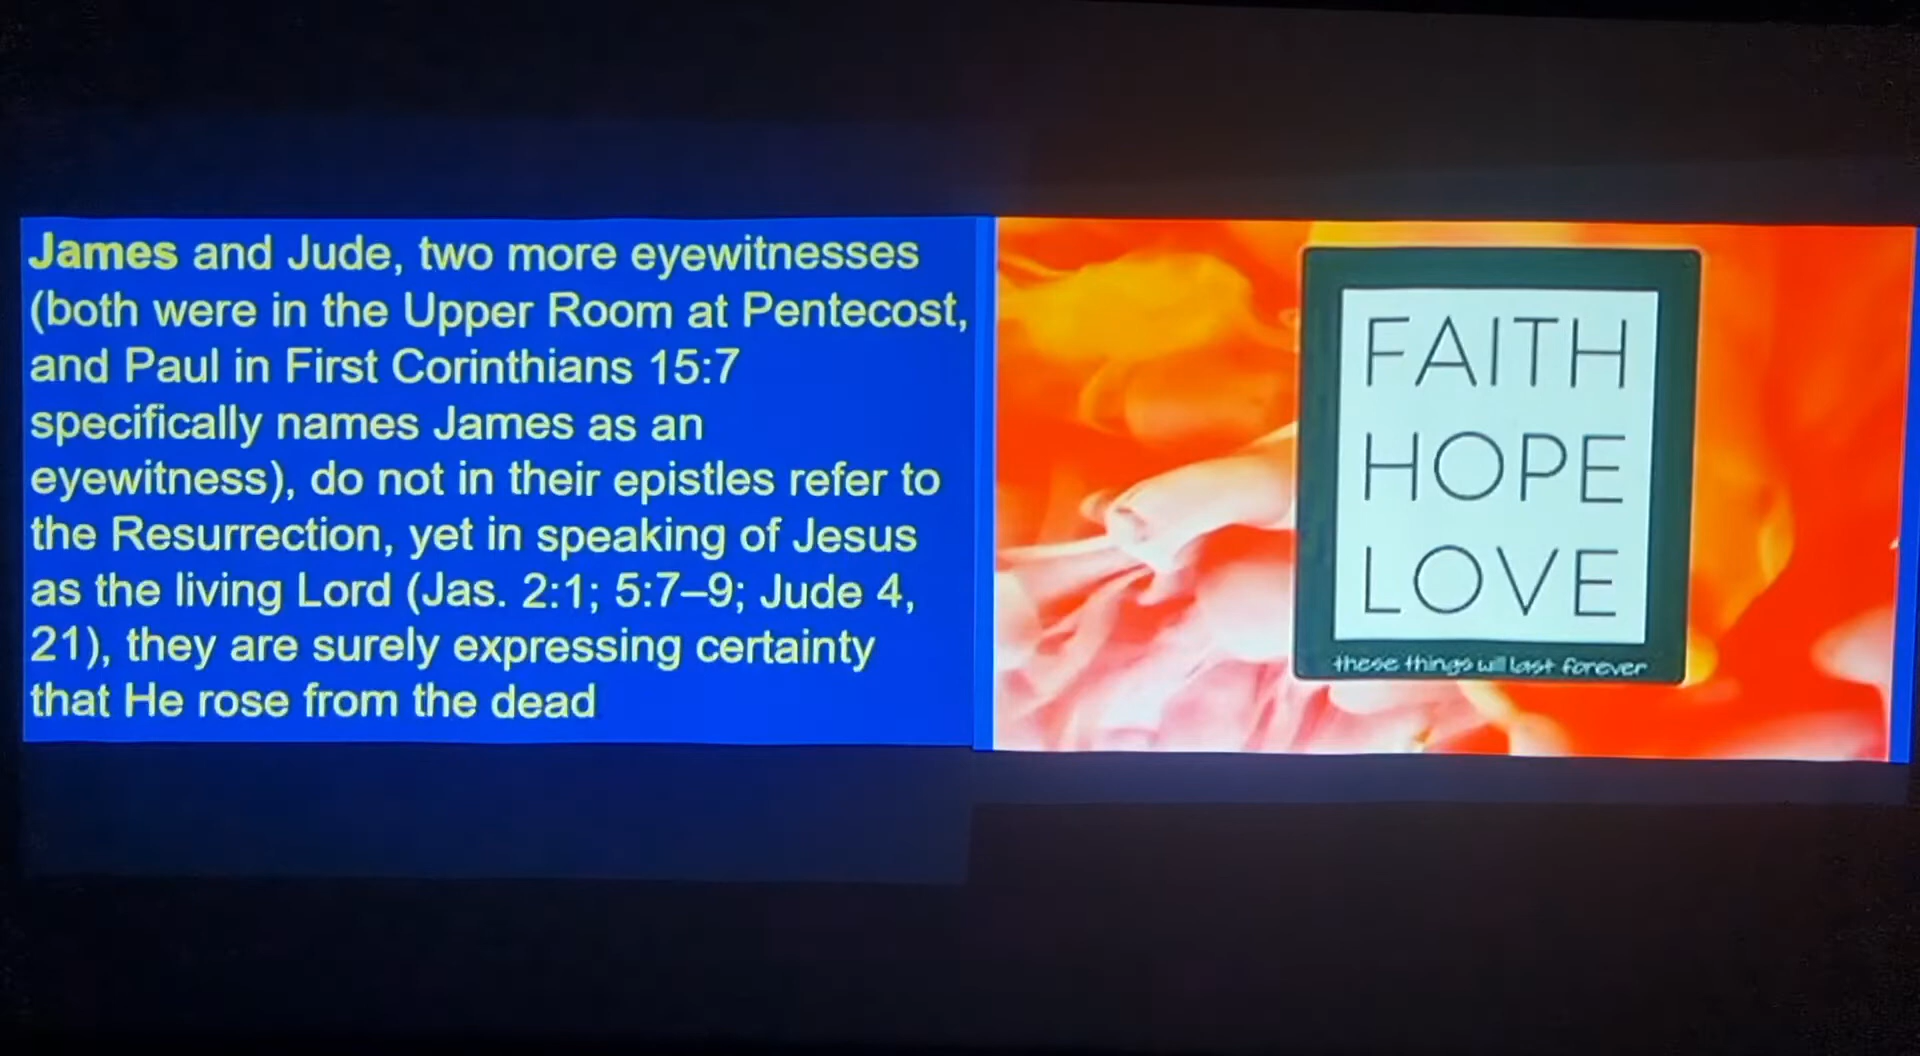 James and Jude, two more eyewitnesses
(both were in the Upper Room at Pentecost,
and Paul in First Corinthians 15:7
specifically names James as an
eyewitness), do not in their epistles refer to
the Resurrection, yet in speaking of Jesus
as the living Lord (Jas. 2:1; 5:7–9; Jude 4,
21), they are surely expressing certainty
that He rose from the dead
FAITH
HOPE
LOVE
these things will last forever